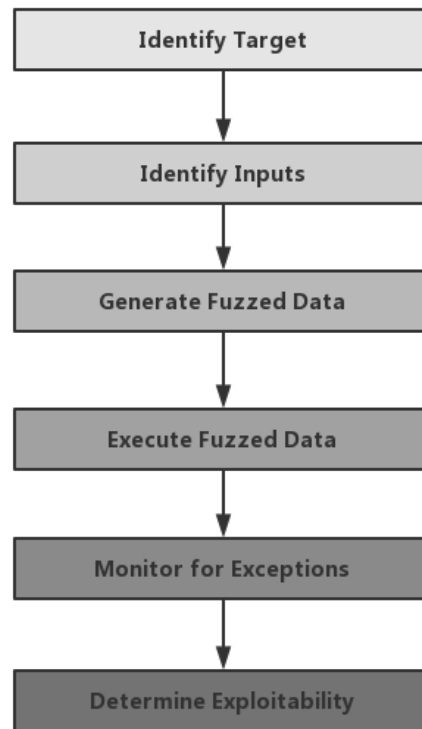 Identify Target
Identify Inputs
Generate Fuzzed Data
Execute Fuzzed Data
Monitor for Exceptions
Determine Exploitability